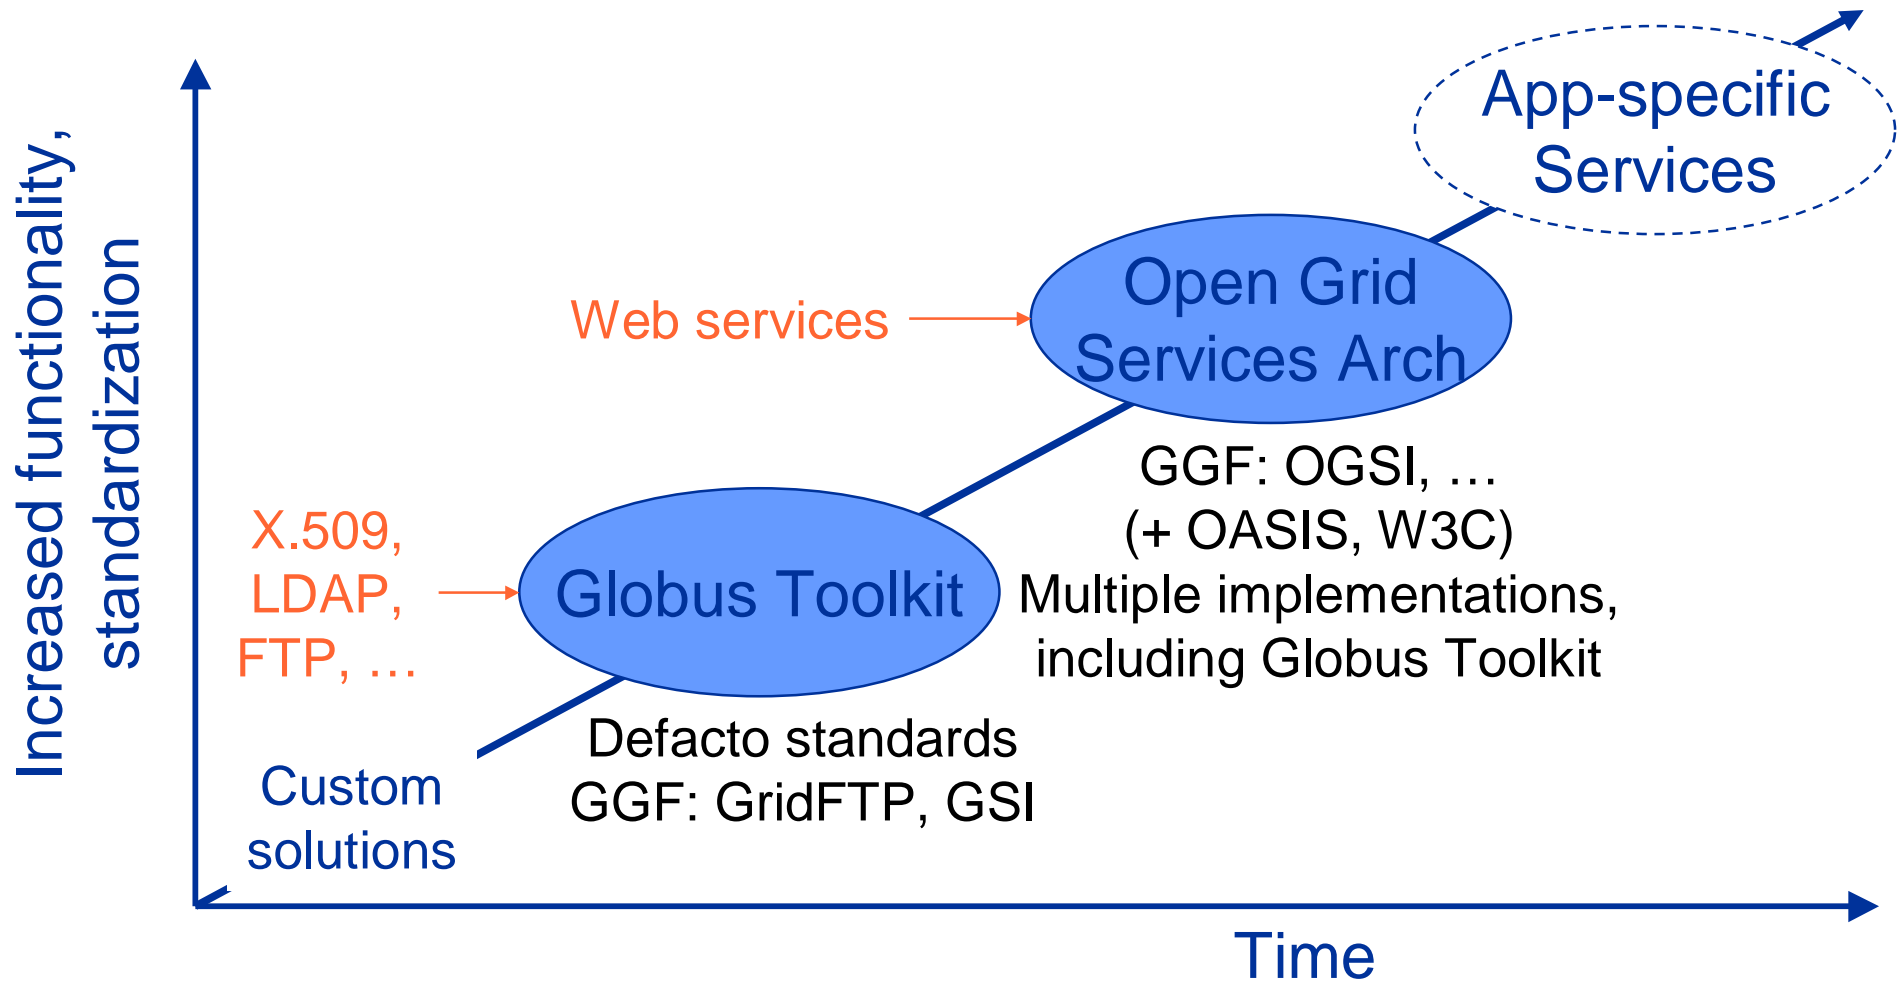 Increased functionality,
standardization
App-specific
Services
Open Grid
Services Arch
Web services
GGF: OGSI, …
(+ OASIS, W3C)
Multiple implementations,
including Globus Toolkit
X.509,
LDAP,
FTP, …
Globus Toolkit
Defacto standards
GGF: GridFTP, GSI
Custom
solutions
Time